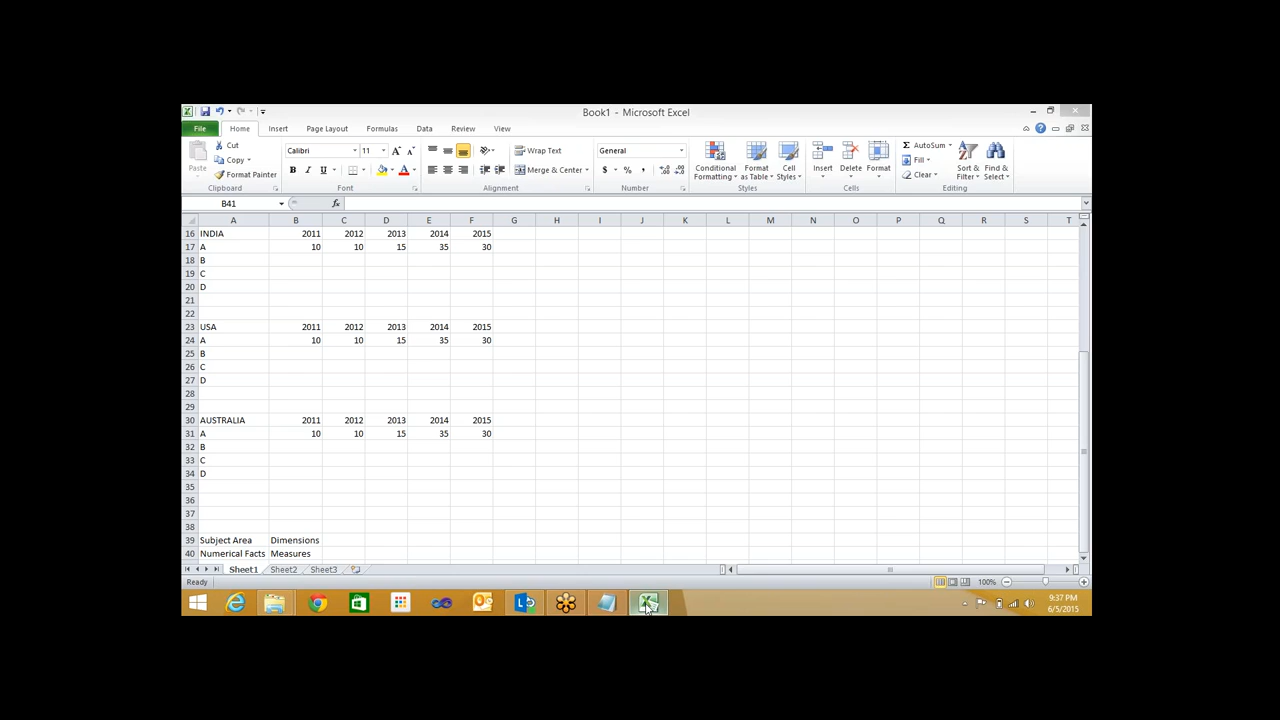 Book1 - Microsoft Excel
File Home Insert Page Layout Formulas Data Review View
Cut
Copy
Format Painter
Paste
Clipboard
Calibri 11
B I U
Font
Wrap Text
Merge & Center
Alignment
General
$ % ,
Number
Conditional Formatting
Format as Table
Cell Styles
Styles
Insert Delete Format
Cells
AutoSum
Fill
Clear
Sort & Filter
Find & Select
Editing
B41 fx
A B C D E F G H I J K L M N O P Q R S T
16 INDIA 2011 2012 2013 2014 2015
17 A 10 10 15 35 30
18 B
19 C
20 D
21
22
23 USA 2011 2012 2013 2014 2015
24 A 10 10 15 35 30
25 B
26 C
27 D
28
29
30 AUSTRALIA 2011 2012 2013 2014 2015
31 A 10 10 15 35 30
32 B
33 C
34 D
35
36
37
38
39 Subject Area Dimensions
40 Numerical Facts Measures
Sheet1 Sheet2 Sheet3
Ready 100%
9:37 PM
6/5/2015